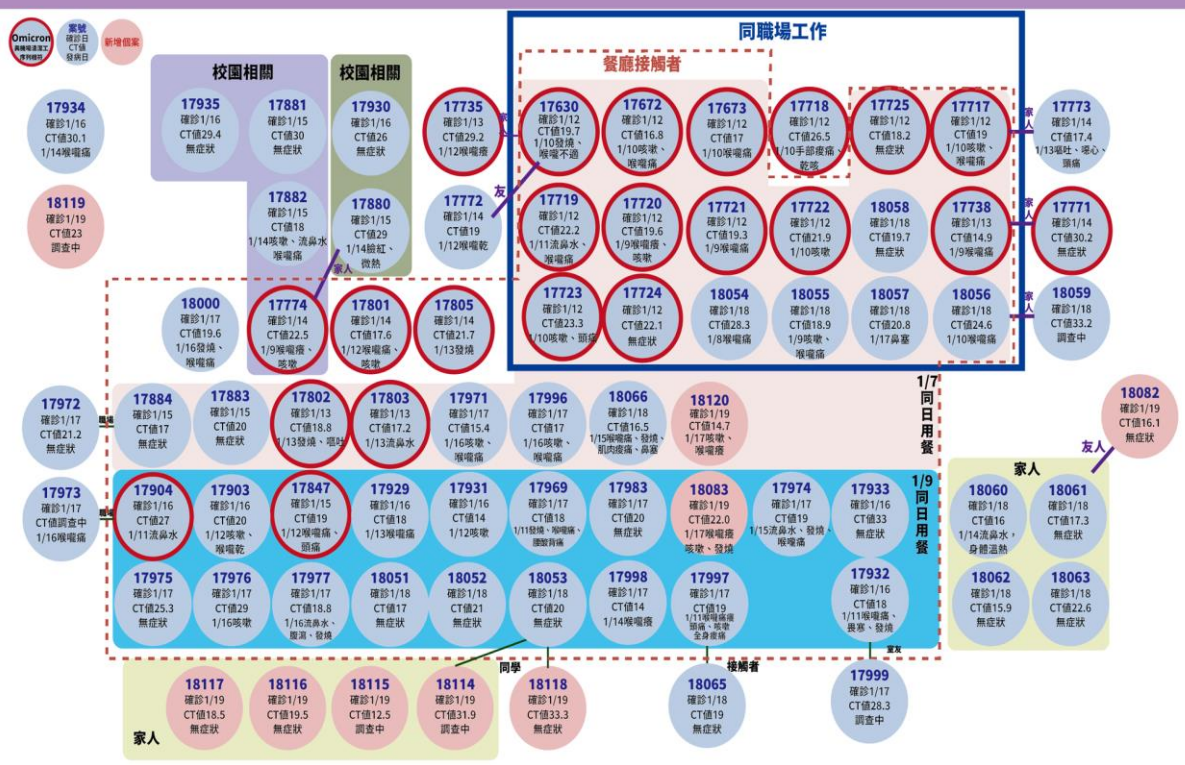 Omicron
與機場清潔工
序列相符
案號
確診日
CT值
發病日
新增個案
同職場工作
餐廳接觸者
校園相關
校園相關
17934
確診1/16
CT值30.1
1/14喉嚨痛
17935
確診1/16
CT值29.4
無症狀
17881
確診1/15
CT值30
無症狀
17930
確診1/16
CT值26
無症狀
17735
確診1/13
CT值29.2
1/12喉嚨癢
家人
17630
確診1/12
CT值19.7
1/10發燒、
喉嚨不適
17672
確診1/12
CT值16.8
1/10咳嗽、
喉嚨痛
17673
確診1/12
CT值17
1/10喉嚨痛
17718
確診1/12
CT值26.5
1/10手部痠痛、
乾咳
17725
確診1/12
CT值18.2
無症狀
17717
確診1/12
CT值19
1/10咳嗽、
喉嚨痛
家人
17773
確診1/14
CT值17.4
1/13嘔吐、噁心、
頭痛
18119
確診1/19
CT值23
調查中
17882
確診1/15
CT值18
1/14咳嗽、流鼻水
喉嚨痛
17880
確診1/15
CT值29
1/14臉紅、
微熱
家人
17772
確診1/14
CT值19
1/12喉嚨乾
友
17719
確診1/12
CT值22.2
1/11流鼻水、
喉嚨痛
17720
確診1/12
CT值19.6
1/9喉嚨癢、
咳嗽
17721
確診1/12
CT值19.3
1/9喉嚨痛
17722
確診1/12
CT值21.9
1/10咳嗽
18058
確診1/18
CT值19.7
無症狀
17738
確診1/13
CT值14.9
1/9喉嚨痛
家人
17771
確診1/14
CT值30.2
無症狀
18000
確診1/17
CT值19.6
1/16發燒、
喉嚨痛
17774
確診1/14
CT值22.5
1/9喉嚨癢、
咳嗽
17801
確診1/14
CT值17.6
1/12喉嚨痛、
咳嗽
17805
確診1/14
CT值21.7
1/13發燒
17723
確診1/12
CT值23.3
1/10咳嗽、頭痛
17724
確診1/12
CT值22.1
無症狀
18054
確診1/18
CT值28.3
1/8喉嚨痛
18055
確診1/18
CT值18.9
1/9咳嗽、
喉嚨痛
18057
確診1/18
CT值20.8
1/17鼻塞
18056
確診1/18
CT值24.6
1/10喉嚨痛
家人
18059
確診1/18
CT值33.2
調查中
1/7
同日用餐
17972
確診1/17
CT值21.2
無症狀
職場
17884
確診1/15
CT值17
無症狀
17883
確診1/15
CT值20
無症狀
17802
確診1/13
CT值18.8
1/13發燒、嘔吐
17803
確診1/13
CT值17.2
1/13流鼻水
17971
確診1/17
CT值15.4
1/16咳嗽、
喉嚨痛
17996
確診1/17
CT值17
1/16咳嗽、
喉嚨痛
18066
確診1/18
CT值16.5
1/15喉嚨痛、發燒、
肌肉痠痛、鼻塞
18120
確診1/19
CT值14.7
1/17咳嗽、
喉嚨癢
18082
確診1/19
CT值16.1
無症狀
友人
17973
確診1/17
CT值調查中
1/16喉嚨痛
職場
17904
確診1/16
CT值27
1/11流鼻水
17903
確診1/16
CT值20
1/12咳嗽、
喉嚨乾
17847
確診1/15
CT值19
1/12喉嚨痛、
頭痛
17929
確診1/16
CT值18
1/13喉嚨痛
17931
確診1/16
CT值14
1/12咳嗽
17969
確診1/17
CT值18
1/11發燒、喉嚨痛、
腰酸背痛
17983
確診1/17
CT值20
無症狀
18083
確診1/19
CT值22.0
1/17喉嚨癢
咳嗽、發燒
17974
確診1/17
CT值19
1/15流鼻水、發燒、
喉嚨痛
17933
確診1/16
CT值33
無症狀
1/9
同日用餐
家人
18060
確診1/18
CT值16
1/14流鼻水，
身體溫熱
18061
確診1/18
CT值17.3
無症狀
17975
確診1/17
CT值25.3
無症狀
17976
確診1/17
CT值29
1/16咳嗽
17977
確診1/17
CT值18.8
1/16流鼻水、
腹瀉、發燒
18051
確診1/18
CT值17
無症狀
18052
確診1/18
CT值21
無症狀
18053
確診1/18
CT值20
無症狀
17998
確診1/17
CT值14
1/14喉嚨癢
17997
確診1/17
CT值19
1/11喉嚨痛癢
頭痛、咳嗽
全身痠痛
17932
確診1/16
CT值18
1/11喉嚨痛、
畏寒、發燒
18062
確診1/18
CT值15.9
無症狀
18063
確診1/18
CT值22.6
無症狀
同學
接觸者
室友
家人
18117
確診1/19
CT值18.5
無症狀
18116
確診1/19
CT值19.5
無症狀
18115
確診1/19
CT值12.5
調查中
18114
確診1/19
CT值31.9
調查中
18118
確診1/19
CT值33.3
無症狀
18065
確診1/18
CT值19
無症狀
17999
確診1/17
CT值28.3
調查中